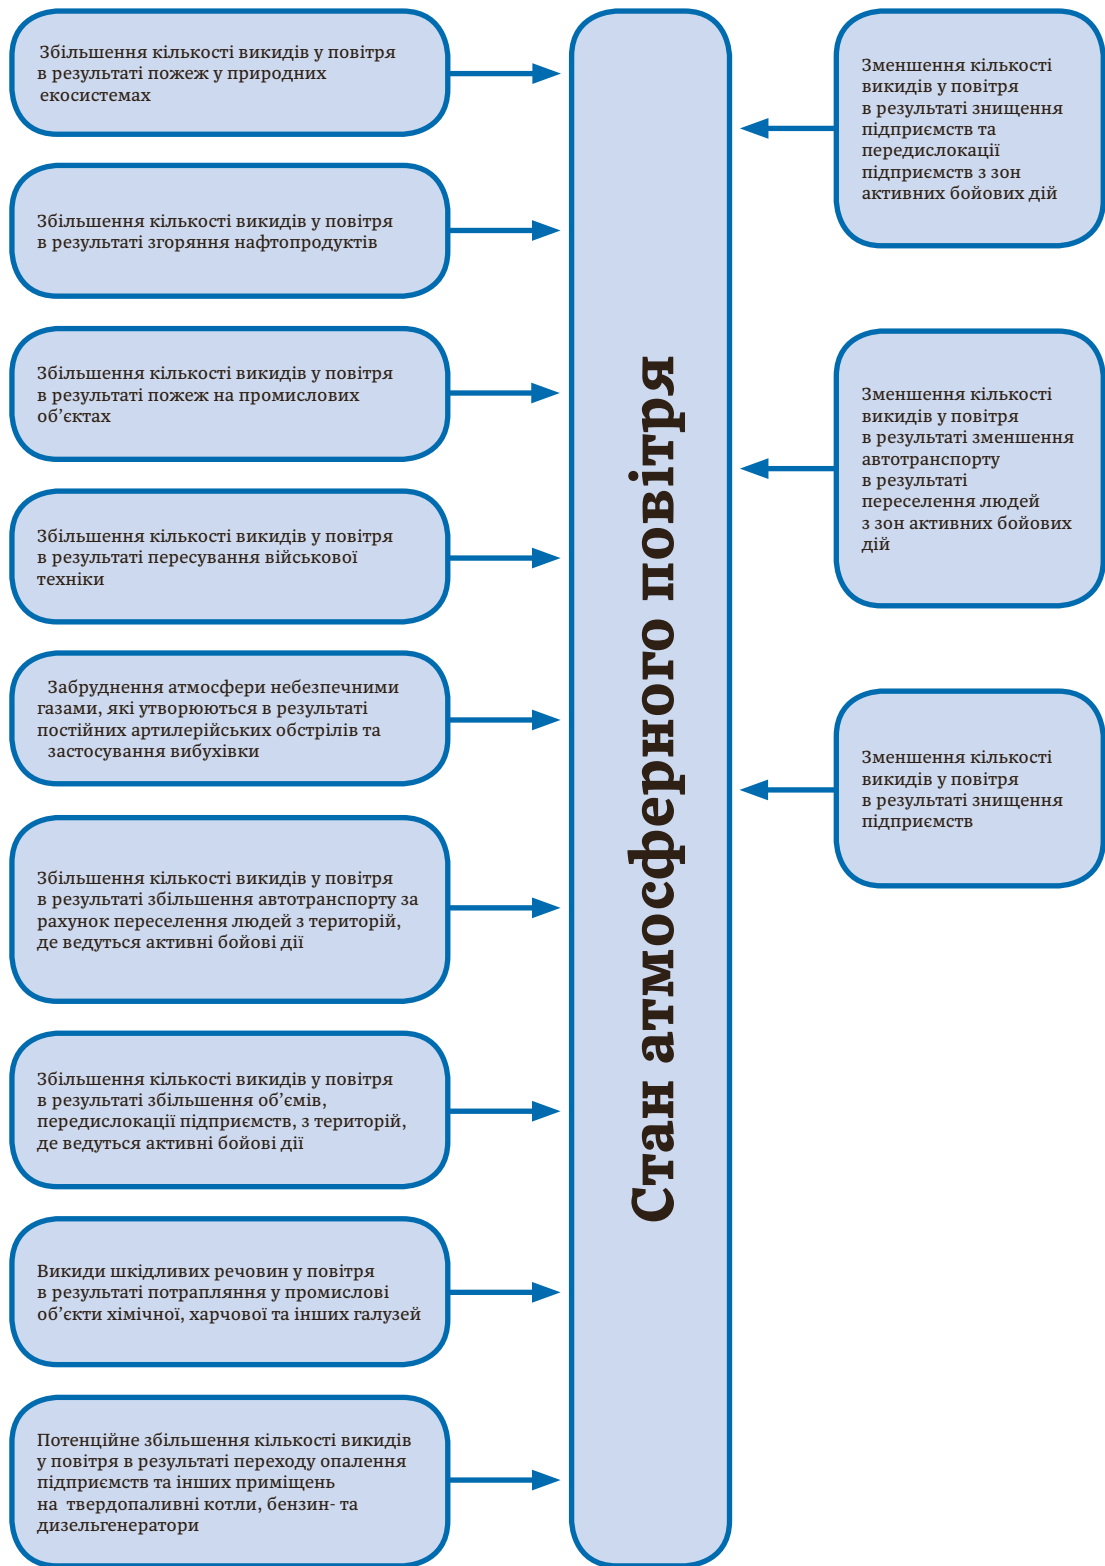 Збільшення кількості викидів у повітря
в результаті пожеж у природних
екосистемах
Збільшення кількості викидів у повітря
в результаті згоряння нафтопродуктів
Збільшення кількості викидів у повітря
в результаті пожеж на промислових
об’єктах
Збільшення кількості викидів у повітря
в результаті пересування військової
техніки
Забруднення атмосфери небезпечними
газами, які утворюються в результаті
постійних артилерійських обстрілів та
застосування вибухівки
Збільшення кількості викидів у повітря
в результаті збільшення автотранспорту за
рахунок переселення людей з територій,
де ведуться активні бойові дії
Збільшення кількості викидів у повітря
в результаті збільшення об’ємів,
передислокації підприємств, з територій,
де ведуться активні бойові дії
Викиди шкідливих речовин у повітря
в результаті потрапляння у промислові
об’єкти хімічної, харчової та інших галузей
Потенційне збільшення кількості викидів
у повітря в результаті переходу опалення
підприємств та інших приміщень
на твердопаливні котли, бензин- та
дизельгенератори
Стан атмосферного повітря
Зменшення кількості
викидів у повітря
в результаті знищення
підприємств та
передислокації
підприємств з зон
активних бойових дій
Зменшення кількості
викидів у повітря
в результаті зменшення
автотранспорту
в результаті
переселення людей
з зон активних бойових
дій
Зменшення кількості
викидів у повітря
в результаті знищення
підприємств